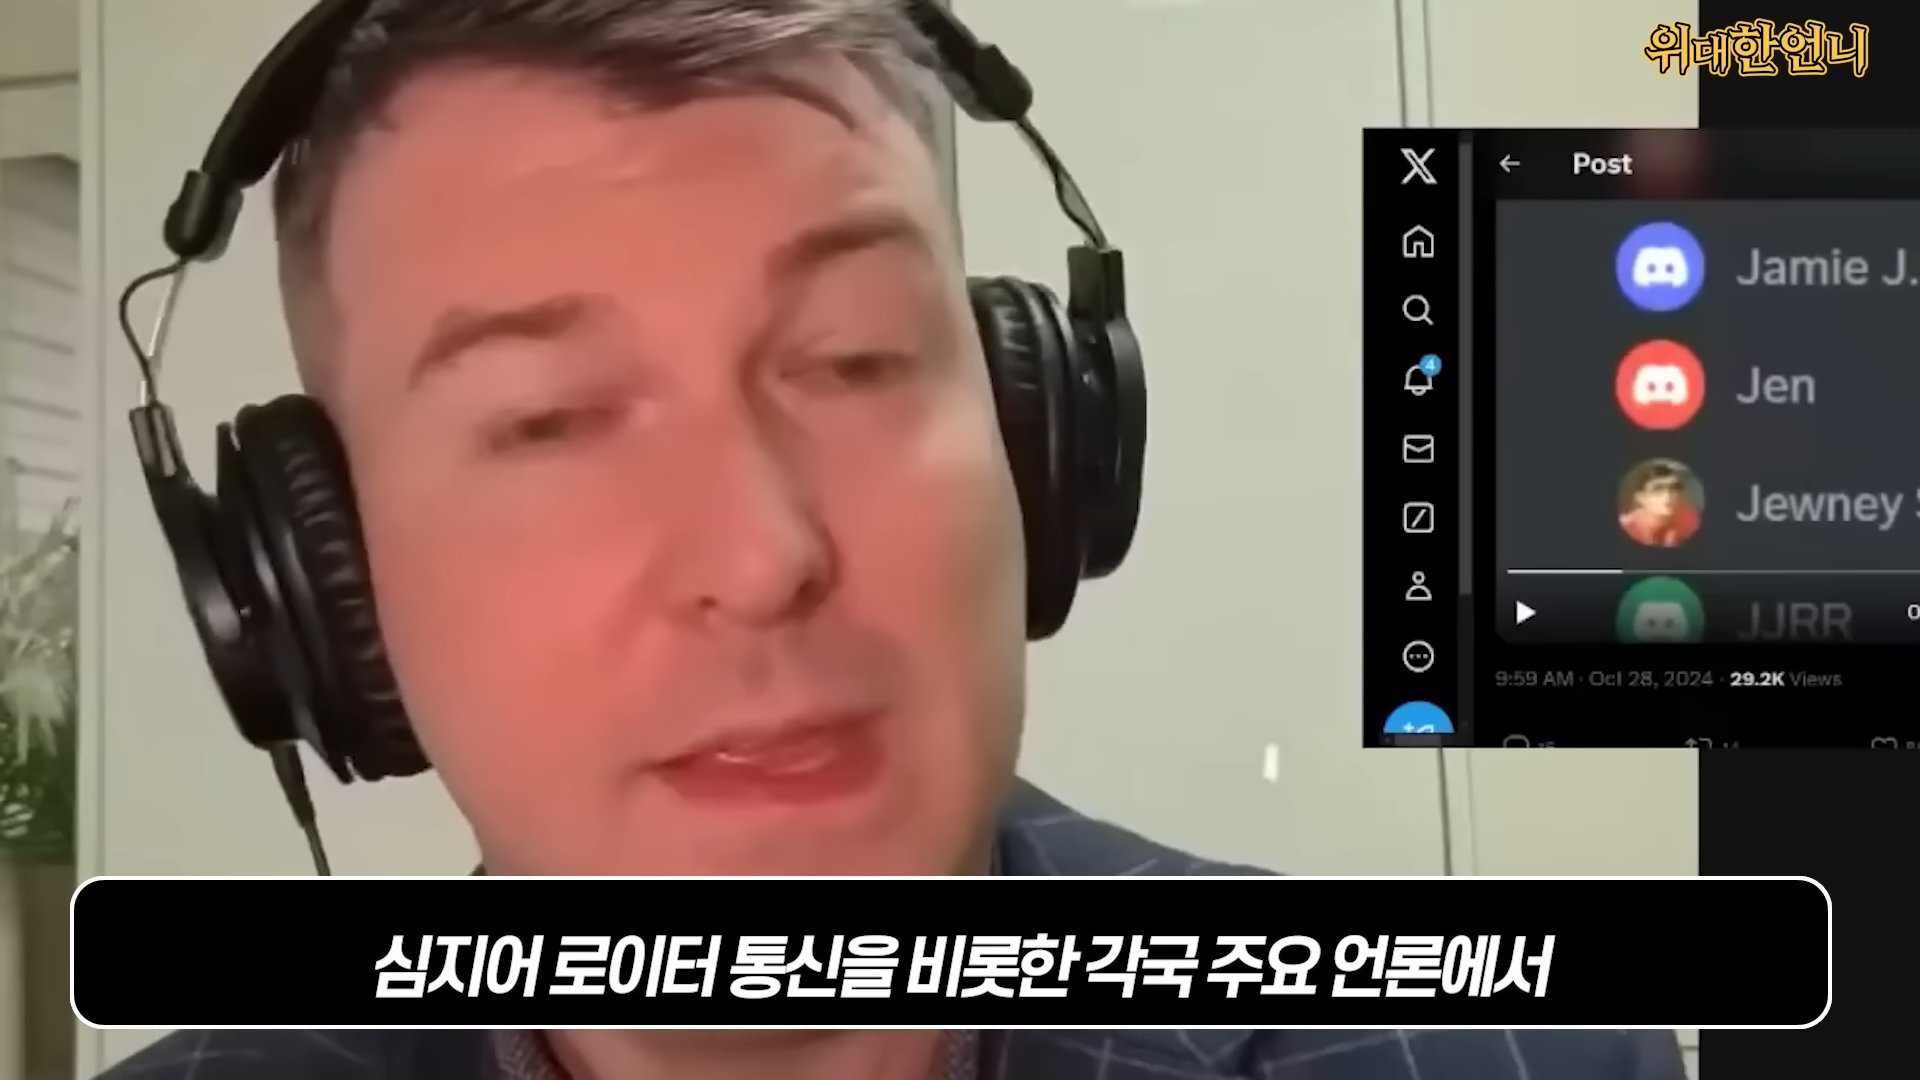 위대한언니
Post
Jamie J.
Jen
4
Jewney
JJRR
9:59 AM · Oct 28, 2024 · 29.2K Views
심지어 로이터 통신을 비롯한 각국 주요 언론에서